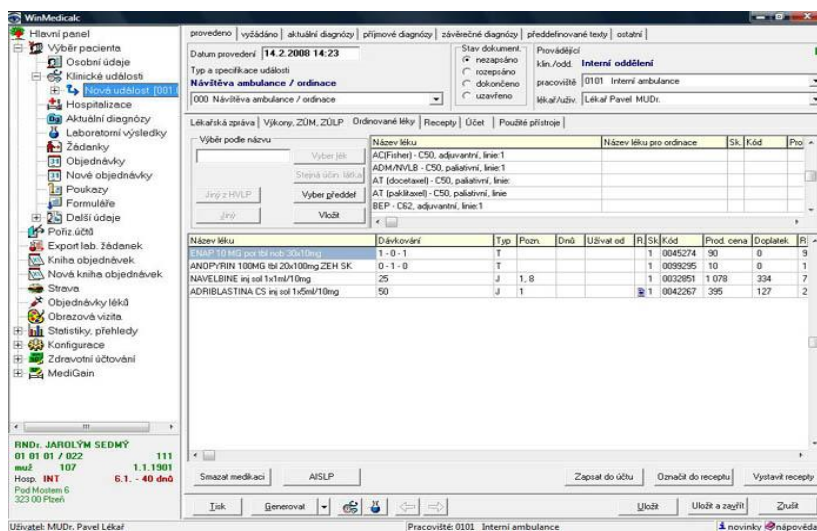 WinMedicalc
Hlavní panel
Výběr pacienta
Osobní údaje
Klinické události
Nová událost [001.0
Hospitalizace
Aktuální diagnózy
Laboratorní výsledky
Žádanky
Objednávky
Nové objednávky
Poukazy
Formuláře
Další údaje
Poříz.účtů
Export lab. žádanek
Kniha objednávek
Nová kniha objednávek
Strava
Objednávky léků
Obrazová vizita
Statistiky, přehledy
Konfigurace
Zdravotní účtování
MediGain
RNDr. JAROLÝM SEDMÝ
01 01 01 / 022 111
muž 107 1.1.1901
Hosp. INT 6.1. - 40 dnů
Pod Mostem 6
323 00 Plzeň
provedeno vyžádáno aktuální diagnózy příjmové diagnózy závěrečné diagnózy předdefinované texty ostatní
Datum provedení 14.2.2008 14:23
Typ a specifikace události
Návštěva ambulance / ordinace
000 Návštěva ambulance / ordinace
Stav dokument.
nezapsáno
rozepsáno
dokončeno
uzavřeno
Provádějící
klin./odd. Interní oddělení
pracoviště 0101 Interní ambulance
lékař/uživ. Lékař Pavel MUDr.
Lékařská zpráva Výkony, ZÚM, ZÚLP Ordinované léky Recepty Účet Použité přístroje
Výběr podle názvu
Vyber lék
Stejná účin. látka
Jiný z HVLP Vyber předdef
Jiný Vložit
Název léku Název léku pro ordinace Sk. Kód Pro
AC(Fisher) - C50, adjuvantní, linie:1
ADM/NVLB - C50, paliativní, linie:1
AT (docetaxel) - C50, paliativní, linie:
AT (paklitaxel) - C50, paliativní, linie
BEP - C62, adjuvantní, linie:1
Název léku Dávkování Typ Pozn. Dnů Užívat od R. Sk Kód Prod. cena Doplatek R
ENAP 10 MG por tbl nob 30x10mg 1 - 0 - 1 T 1 0045274 90 0 9
ANOPYRIN 100MG tbl 20x100mg ZEH SK 0 - 1 - 0 T 1 0099295 10 0 1
NAVELBINE inj sol 1x1ml/10mg 25 J 1, 8 1 0032851 1 078 334 7
ADRIBLASTINA CS inj sol 1x5ml/10mg 50 J 1 1 0042267 395 127 2
Smazat medikaci AISLP Zapsat do účtu Označit do receptu Vystavit recepty
Tisk Generovat Uložit Uložit a zavřít Zrušit
Uživatel: MUDr. Pavel Lékař Pracoviště: 0101 Interní ambulance novinky nápověda